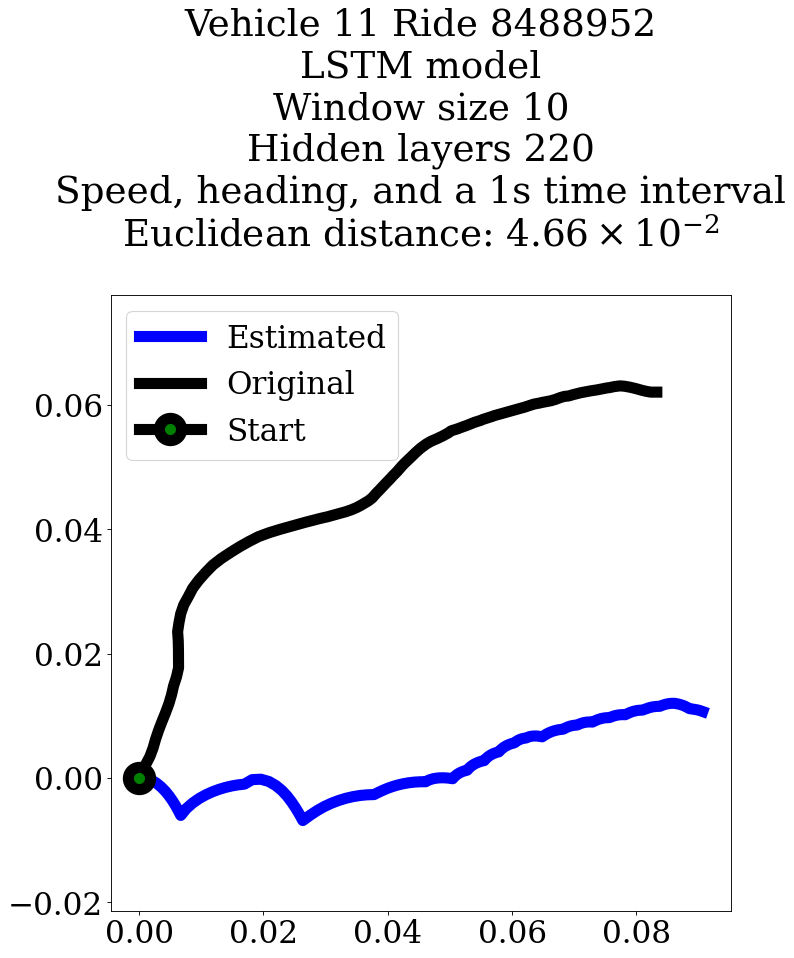 Vehicle 11 Ride 8488952
LSTM model
Window size 10
Hidden layers 220
Speed, heading, and a 1s time interval
Euclidean distance: 4.66 × 10⁻²
Estimated
Original
Start
0.06
0.04
0.02
0.00
−0.02
0.00 0.02 0.04 0.06 0.08